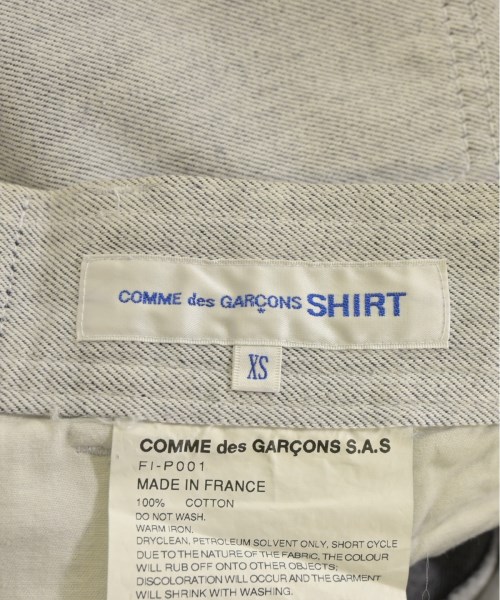 COMME des GARÇONS SHIRT
XS
COMME des GARÇONS S.A.S
FI-P001
MADE IN FRANCE
100% COTTON
DO NOT WASH.
WARM IRON.
DRYCLEAN, PETROLEUM SOLVENT ONLY, SHORT CYCLE
DUE TO THE NATURE OF THE FABRIC, THE COLOUR
WILL RUB OFF ONTO OTHER OBJECTS;
DISCOLORATION WILL OCCUR AND THE GARMENT
WILL SHRINK WITH WASHING.